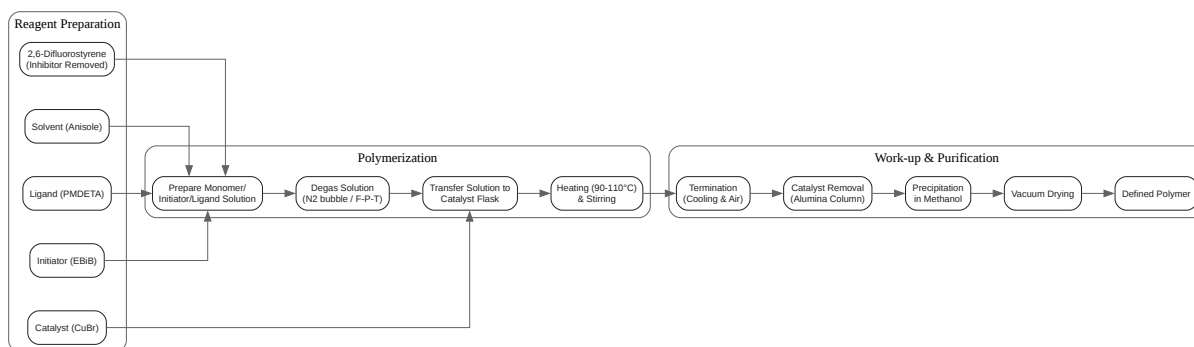 Reagent Preparation
2,6-Difluorostyrene
(Inhibitor Removed)
Solvent (Anisole)
Ligand (PMDETA)
Initiator (EBiB)
Catalyst (CuBr)
Polymerization
Prepare Monomer/
Initiator/Ligand Solution
Degas Solution
(N2 bubble / F-P-T)
Transfer Solution to
Catalyst Flask
Heating (90-110°C)
& Stirring
Work-up & Purification
Termination
(Cooling & Air)
Catalyst Removal
(Alumina Column)
Precipitation
in Methanol
Vacuum Drying
Defined Polymer